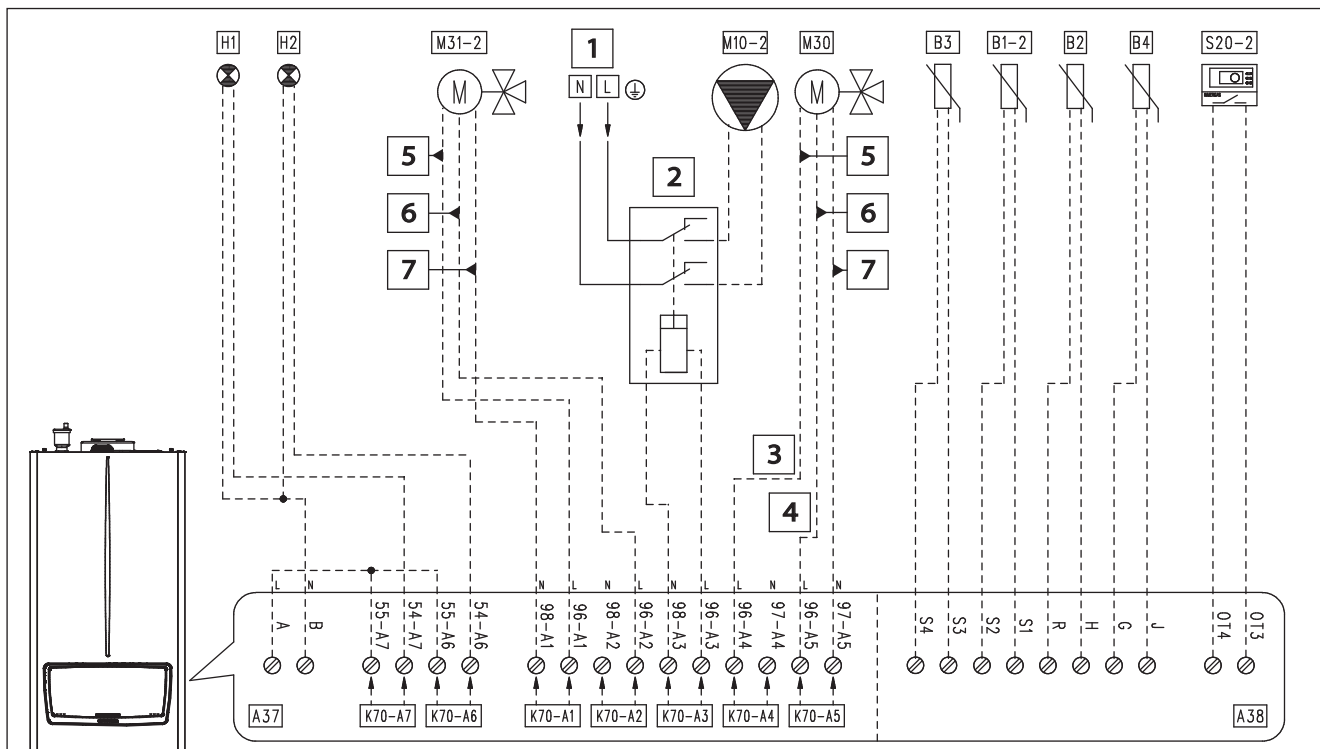 H1 H2 M31-2 1 M10-2 M30 B3 B1-2 B2 B4 S20-2
N L
M M
5 5
2
6 6
7 7
3
4
L N N L N L N L L N L N
A B 55-A7 54-A7 55-A6 54-A6 98-A1 96-A1 98-A2 96-A2 98-A3 96-A3 96-A4 97-A4 96-A5 97-A5 S4 S3 S2 S1 R H G J OT4 OT3
A37 K70-A7 K70-A6 K70-A1 K70-A2 K70-A3 K70-A4 K70-A5 A38